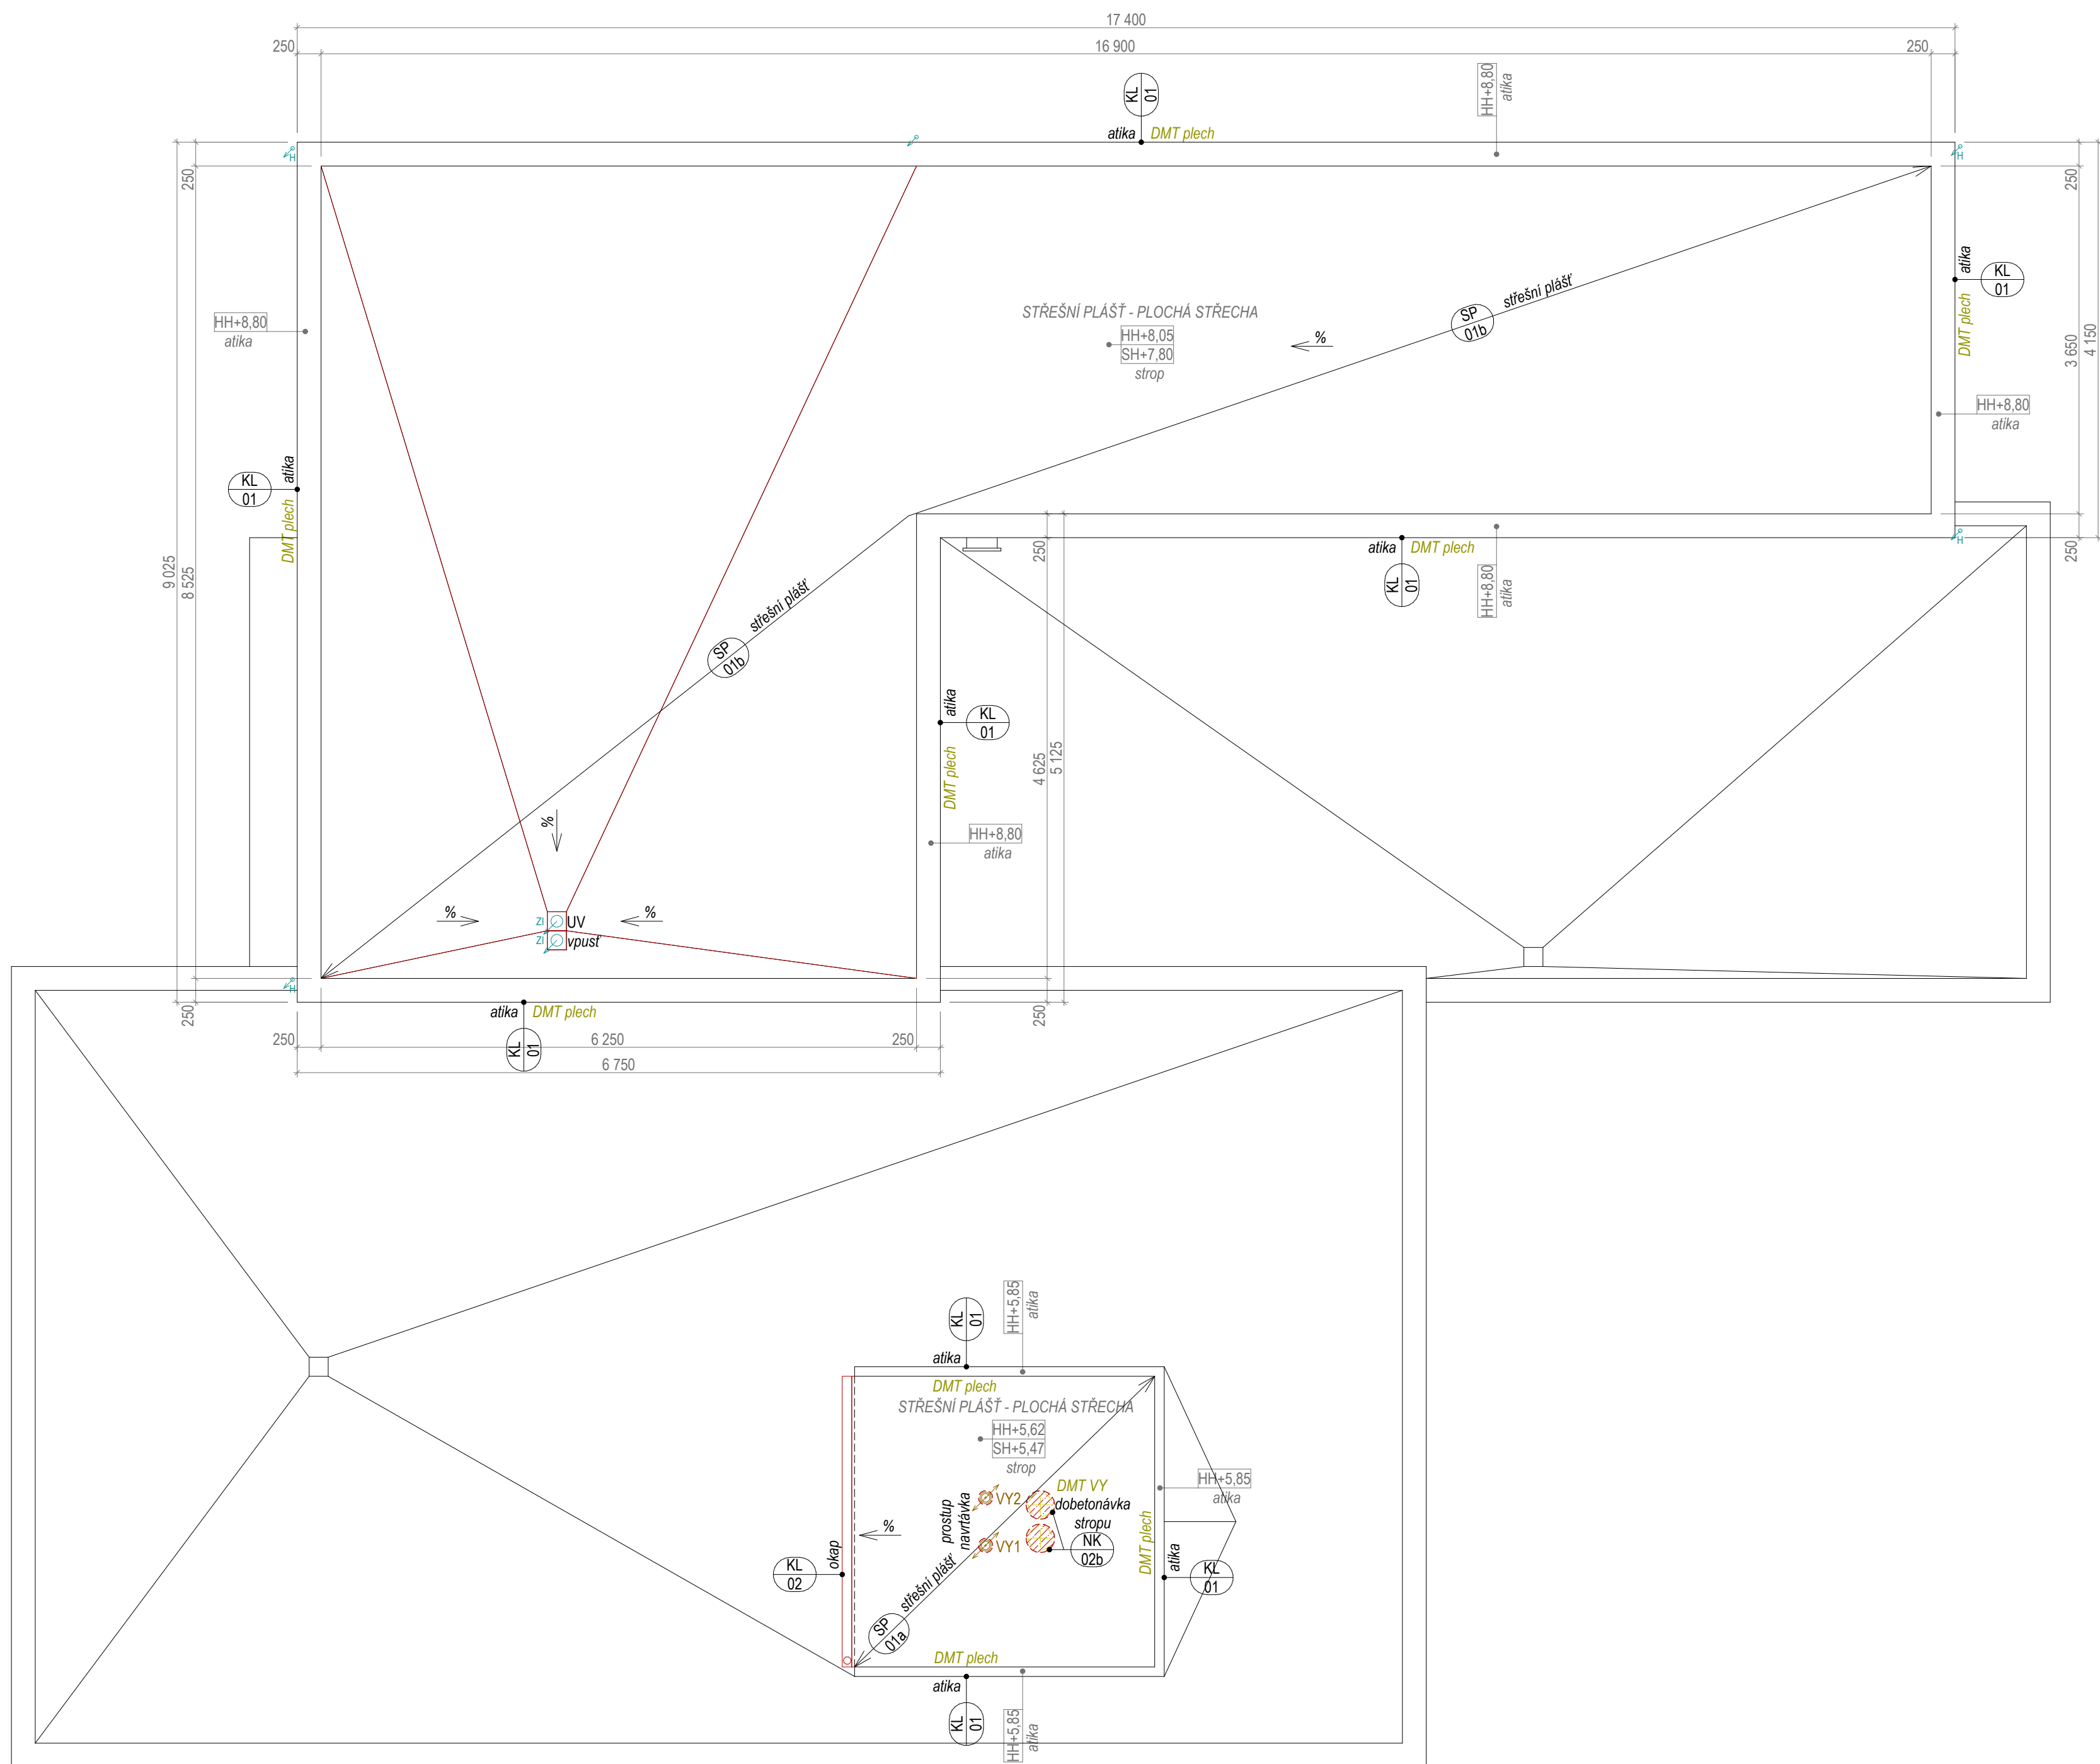 17 400
250
16 900
250
KL
01
atika DMT plech
HH+8,80
atika
H
H
9 025
8 525
250
HH+8,80
atika
STŘEŠNÍ PLÁŠŤ - PLOCHÁ STŘECHA
HH+8,05
SH+7,80
strop
%
SP
01b
střešní plášť
atika
DMT plech
KL
01
HH+8,80
atika
250
3 650
4 150
250
H
KL
01
atika
DMT plech
SP
01b
střešní plášť
250
atika DMT plech
KL
01
HH+8,80
atika
atika
DMT plech
KL
01
4 625
5 125
HH+8,80
atika
%
%
%
ZI
UV
ZI
vpusť
H
250
250
atika DMT plech
KL
01
250
6 250
250
6 750
KL
01
atika
HH+5,85
atika
DMT plech
STŘEŠNÍ PLÁŠŤ - PLOCHÁ STŘECHA
HH+5,62
SH+5,47
strop
HH+5,85
atika
DMT VY
dobetonávka
stropu
NK
02b
prostup
navrtávka
VY2
VY1
%
okap
KL
02
SP
01a
střešní plášť
DMT plech
atika
KL
01
DMT plech
atika
KL
01
HH+5,85
atika